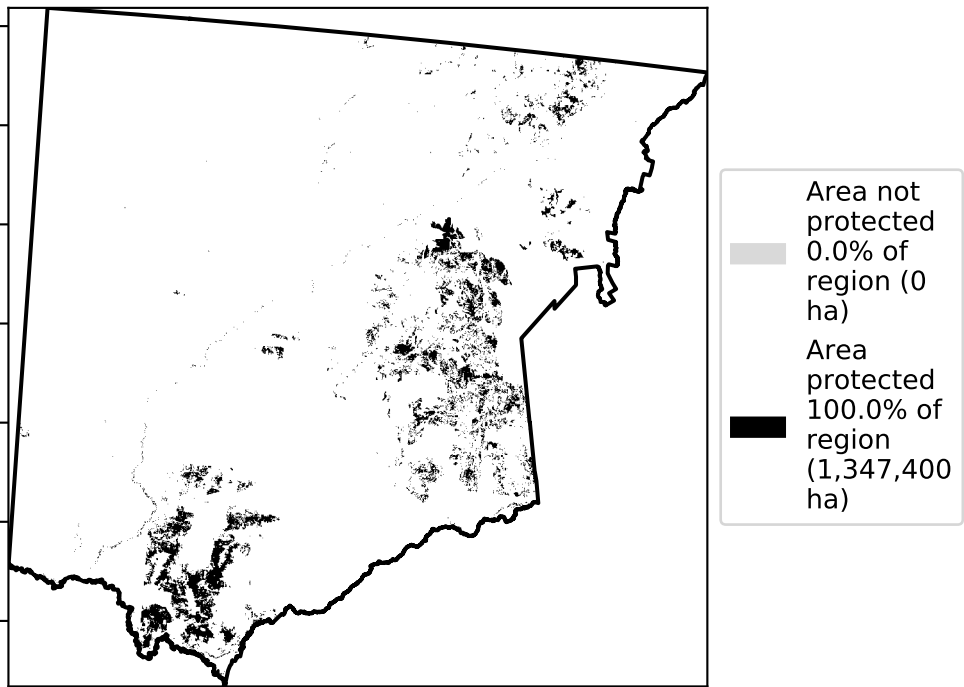 Area not
protected
0.0% of
region (0
ha)
Area
protected
100.0% of
region
(1,347,400
ha)